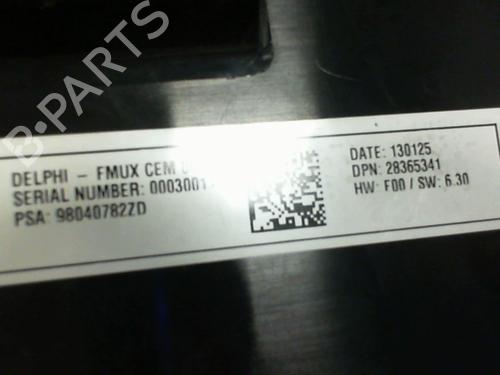 B-PARTS
DELPHI - FMUX CEM
SERIAL NUMBER: 0003001
PSA: 98040782ZD
DATE: 130125
DPN: 28365341
HW: F00 / SW: 6.30